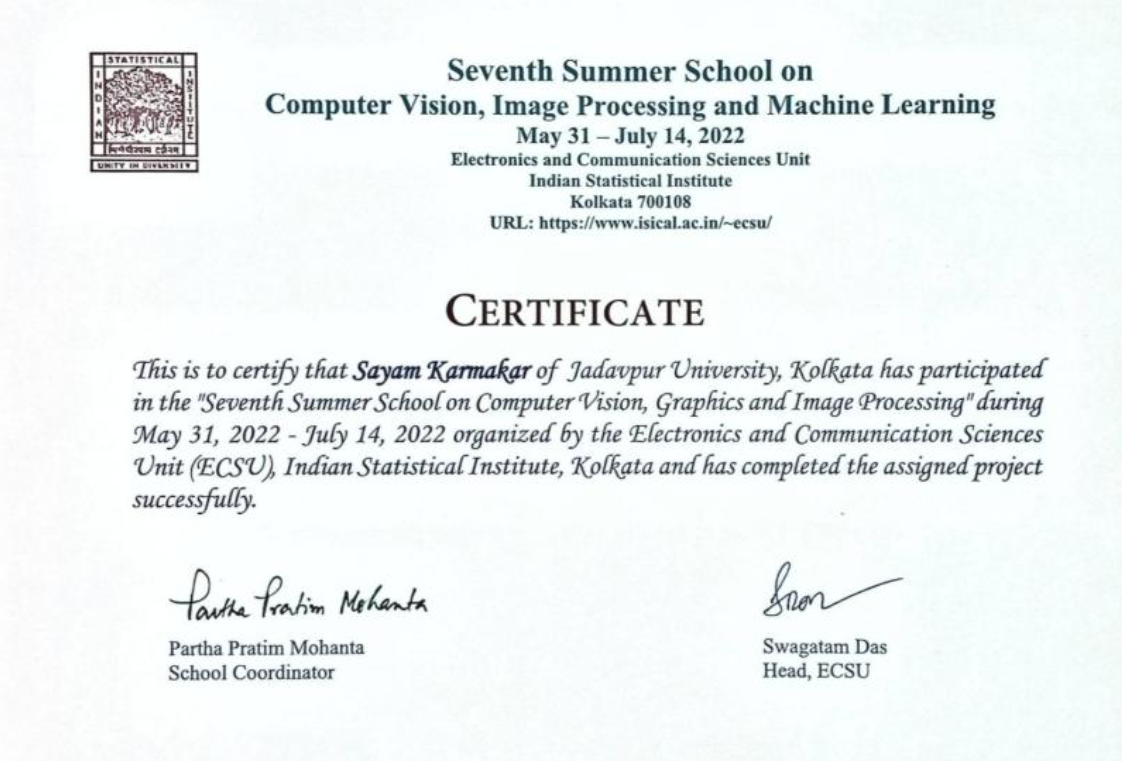 STATISTICAL
INDIAN
INSTITUTE
UNITY IN DIVERSITY
Seventh Summer School on
Computer Vision, Image Processing and Machine Learning
May 31 – July 14, 2022
Electronics and Communication Sciences Unit
Indian Statistical Institute
Kolkata 700108
URL: https://www.isical.ac.in/~ecsu/
CERTIFICATE
This is to certify that Sayam Karmakar of Jadavpur University, Kolkata has participated
in the "Seventh Summer School on Computer Vision, Graphics and Image Processing" during
May 31, 2022 - July 14, 2022 organized by the Electronics and Communication Sciences
Unit (ECSU), Indian Statistical Institute, Kolkata and has completed the assigned project
successfully.
Partha Pratim Mohanta
Partha Pratim Mohanta
School Coordinator
Swagatam Das
Head, ECSU